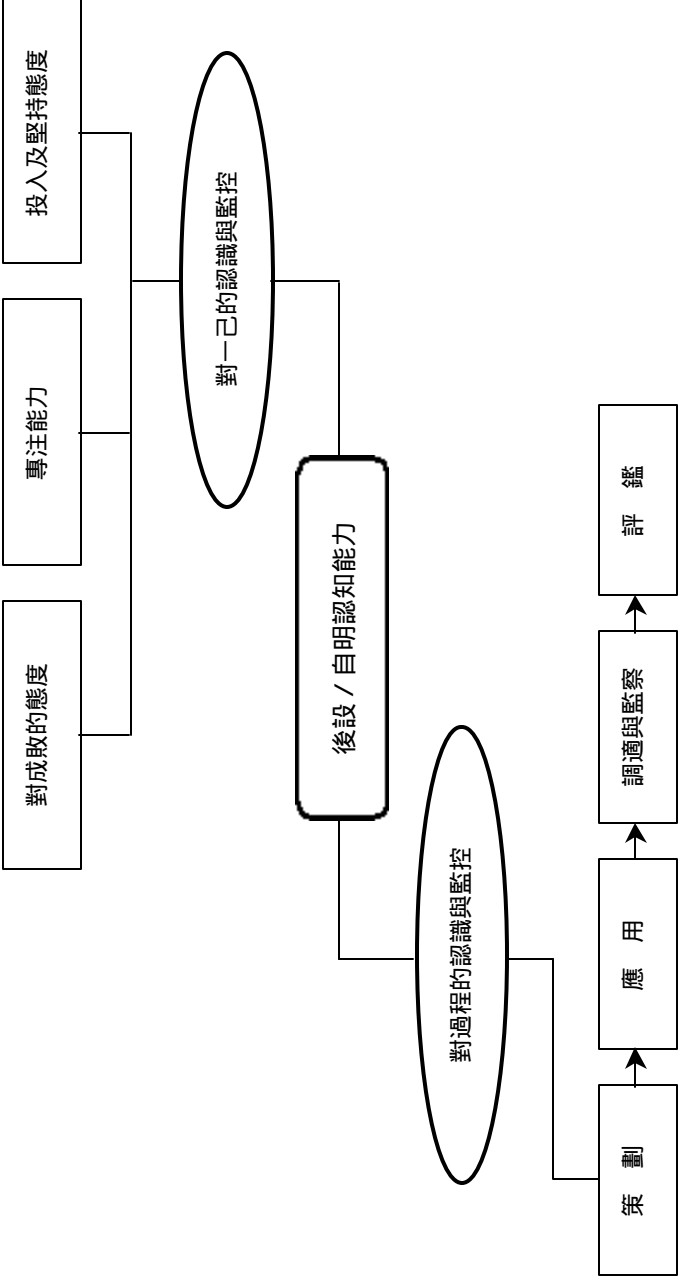 對成敗的態度
專注能力
投入及堅持態度
對一己的認識與監控
後設／自明認知能力
對過程的認識與監控
策 劃
應 用
調適與監察
評 鑑